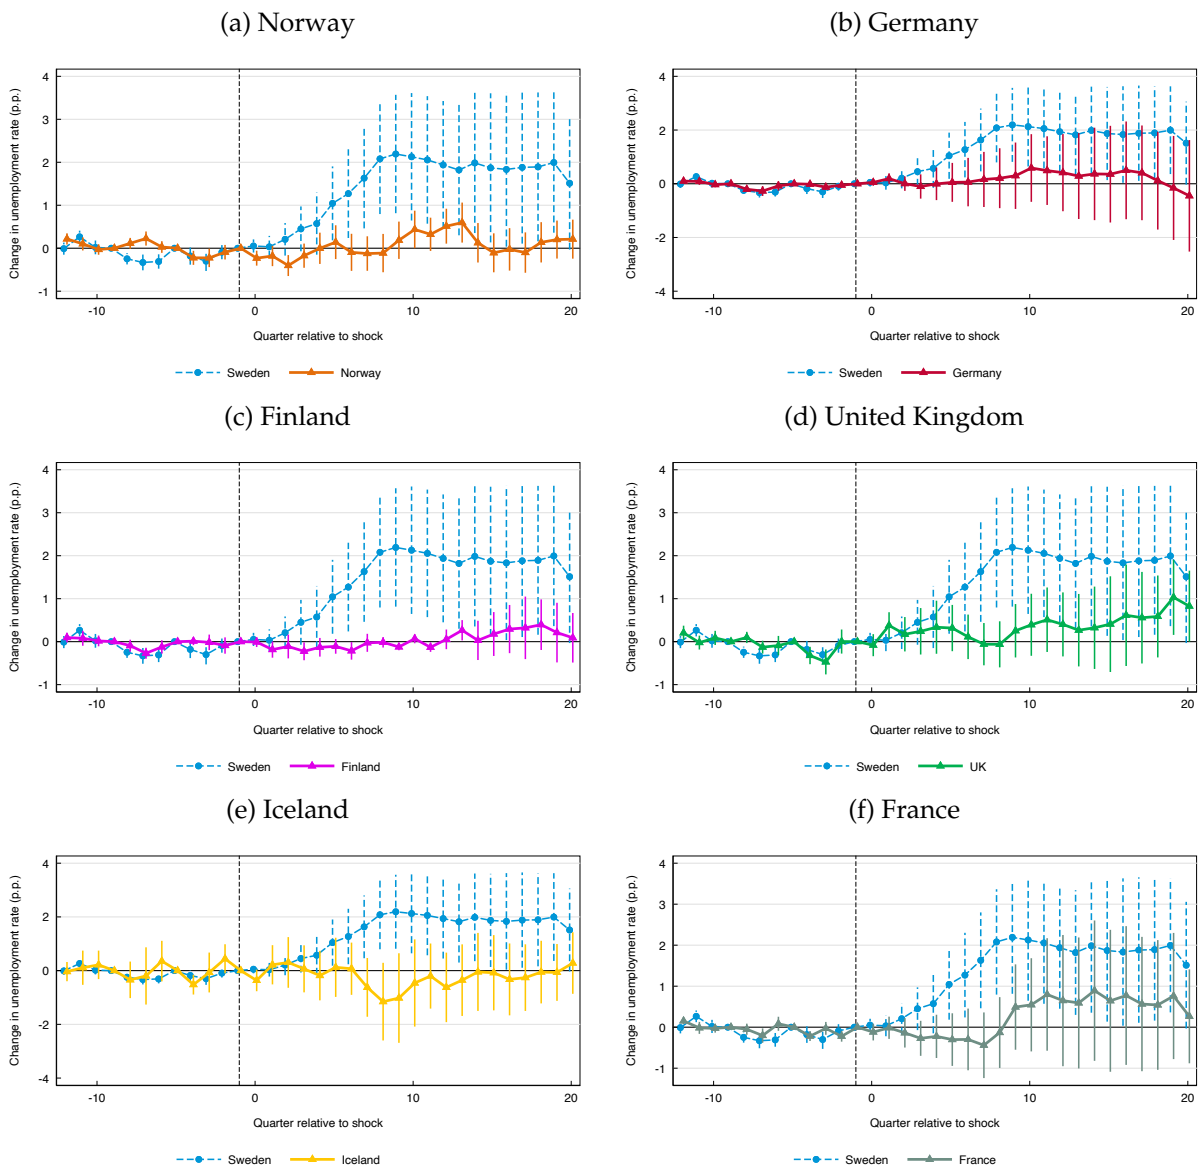 (a) Norway
Change in unemployment rate (p.p.)
4
3
2
1
0
-1
-10
0
10
20
Quarter relative to shock
Sweden
Norway
(b) Germany
Change in unemployment rate (p.p.)
4
2
0
-2
-4
-10
0
10
20
Quarter relative to shock
Sweden
Germany
(c) Finland
Change in unemployment rate (p.p.)
4
3
2
1
0
-1
-10
0
10
20
Quarter relative to shock
Sweden
Finland
(d) United Kingdom
Change in unemployment rate (p.p.)
4
3
2
1
0
-1
-10
0
10
20
Quarter relative to shock
Sweden
UK
(e) Iceland
Change in unemployment rate (p.p.)
4
2
0
-2
-4
-10
0
10
20
Quarter relative to shock
Sweden
Iceland
(f) France
Change in unemployment rate (p.p.)
4
3
2
1
0
-1
-10
0
10
20
Quarter relative to shock
Sweden
France